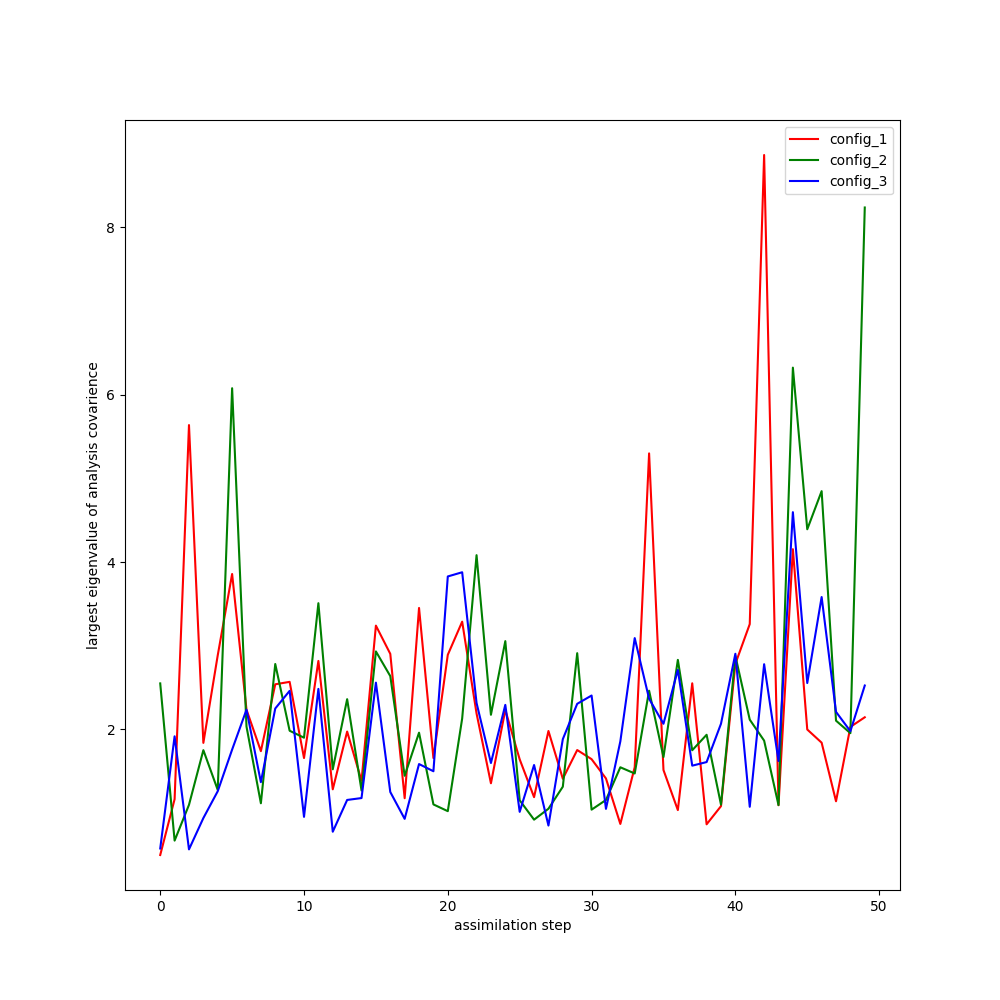 config_1
config_2
config_3
8
6
4
2
largest eigenvalue of analysis covarience
0 10 20 30 40 50
assimilation step